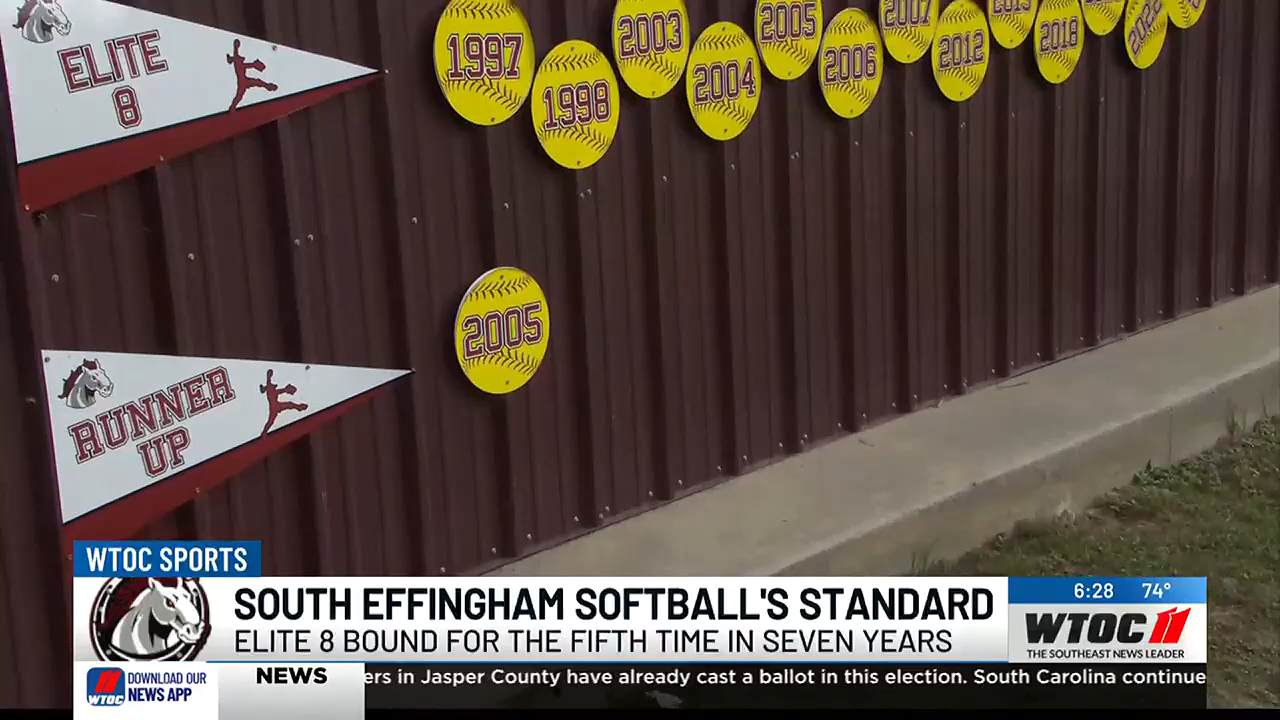 ELITE
8
1997
1998
2003
2004
2005
2006
2007
2012
2018
2005
RUNNER
UP
WTOC SPORTS
SOUTH EFFINGHAM SOFTBALL'S STANDARD
ELITE 8 BOUND FOR THE FIFTH TIME IN SEVEN YEARS
6:28 74°
WTOC 11
THE SOUTHEAST NEWS LEADER
WTOC
DOWNLOAD OUR
NEWS APP
NEWS
ers in Jasper County have already cast a ballot in this election. South Carolina continue